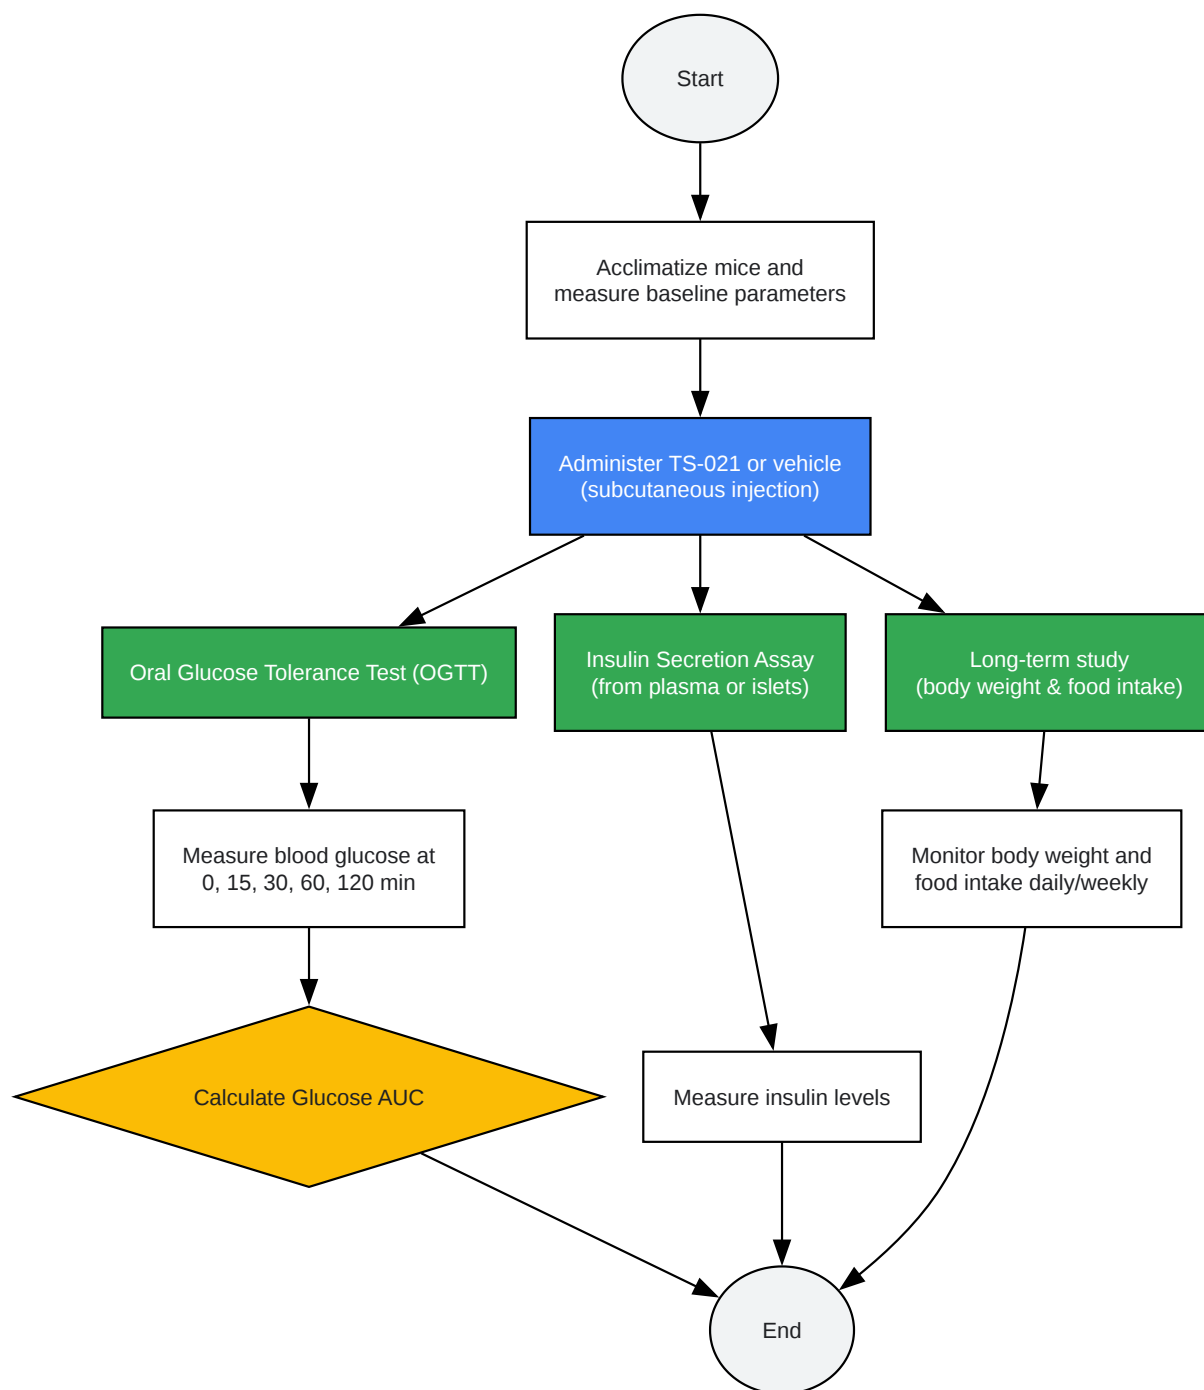 Start
Acclimatize mice and
measure baseline parameters
Administer TS-021 or vehicle
(subcutaneous injection)
Oral Glucose Tolerance Test (OGTT)
Insulin Secretion Assay
(from plasma or islets)
Long-term study
(body weight & food intake)
Measure blood glucose at
0, 15, 30, 60, 120 min
Monitor body weight and
food intake daily/weekly
Calculate Glucose AUC
Measure insulin levels
End